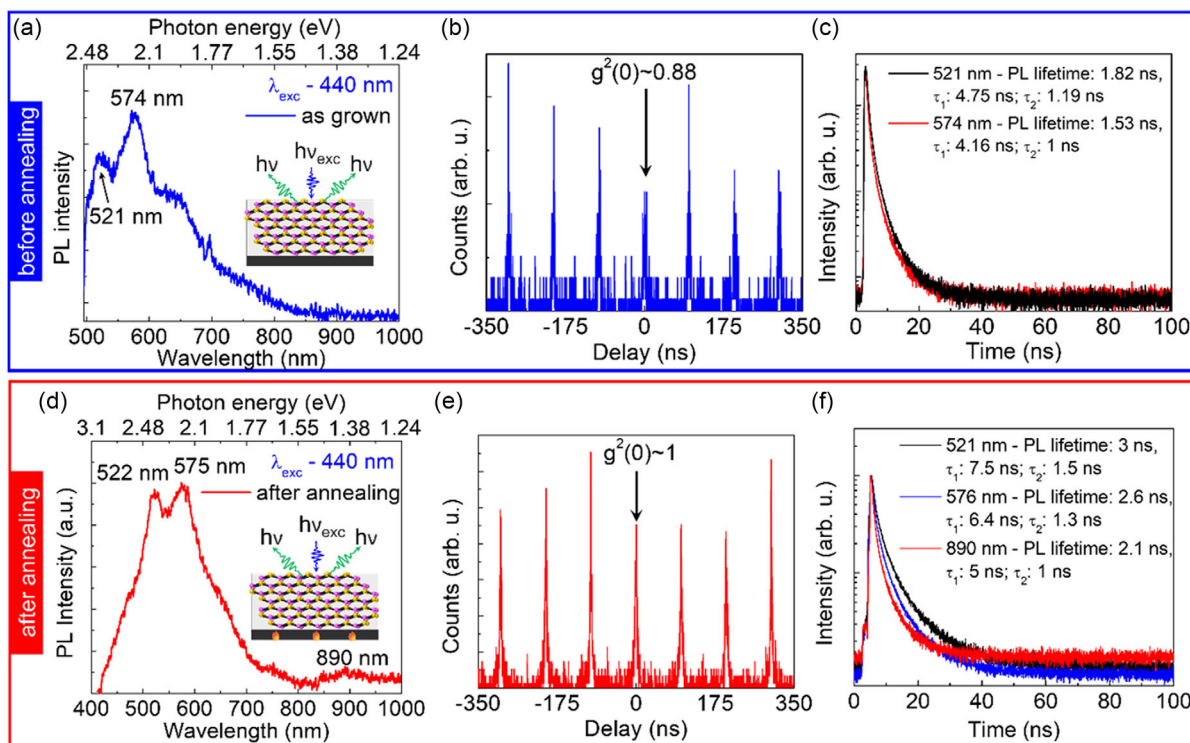 before annealing
(a)
Photon energy (eV)
2.48 2.1 1.77 1.55 1.38 1.24
574 nm
λexc - 440 nm
as grown
521 nm
hν hνexc hν
PL intensity
500 600 700 800 900 1000
Wavelength (nm)
(b)
g²(0)~0.88
Counts (arb. u.)
-350 -175 0 175 350
Delay (ns)
(c)
521 nm - PL lifetime: 1.82 ns,
τ1: 4.75 ns; τ2: 1.19 ns
574 nm - PL lifetime: 1.53 ns,
τ1: 4.16 ns; τ2: 1 ns
Intensity (arb. u.)
0 20 40 60 80 100
Time (ns)
after annealing
(d)
Photon energy (eV)
3.1 2.48 2.1 1.77 1.55 1.38 1.24
522 nm
575 nm
λexc - 440 nm
after annealing
hν hνexc hν
890 nm
PL Intensity (a.u.)
400 500 600 700 800 900 1000
Wavelength (nm)
(e)
g²(0)~1
Counts (arb. u.)
-350 -175 0 175 350
Delay (ns)
(f)
521 nm - PL lifetime: 3 ns,
τ1: 7.5 ns; τ2: 1.5 ns
576 nm - PL lifetime: 2.6 ns,
τ1: 6.4 ns; τ2: 1.3 ns
890 nm - PL lifetime: 2.1 ns,
τ1: 5 ns; τ2: 1 ns
Intensity (arb. u.)
0 20 40 60 80 100
Time (ns)